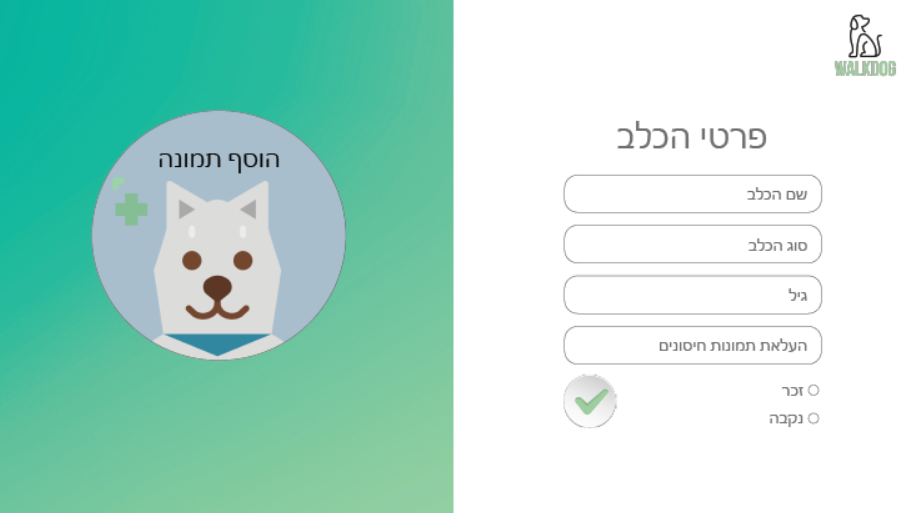 WALKDOG
פרטי הכלב
שם הכלב
סוג הכלב
גיל
העלאת תמונות חיסונים
זכר
נקבה
הוסף תמונה